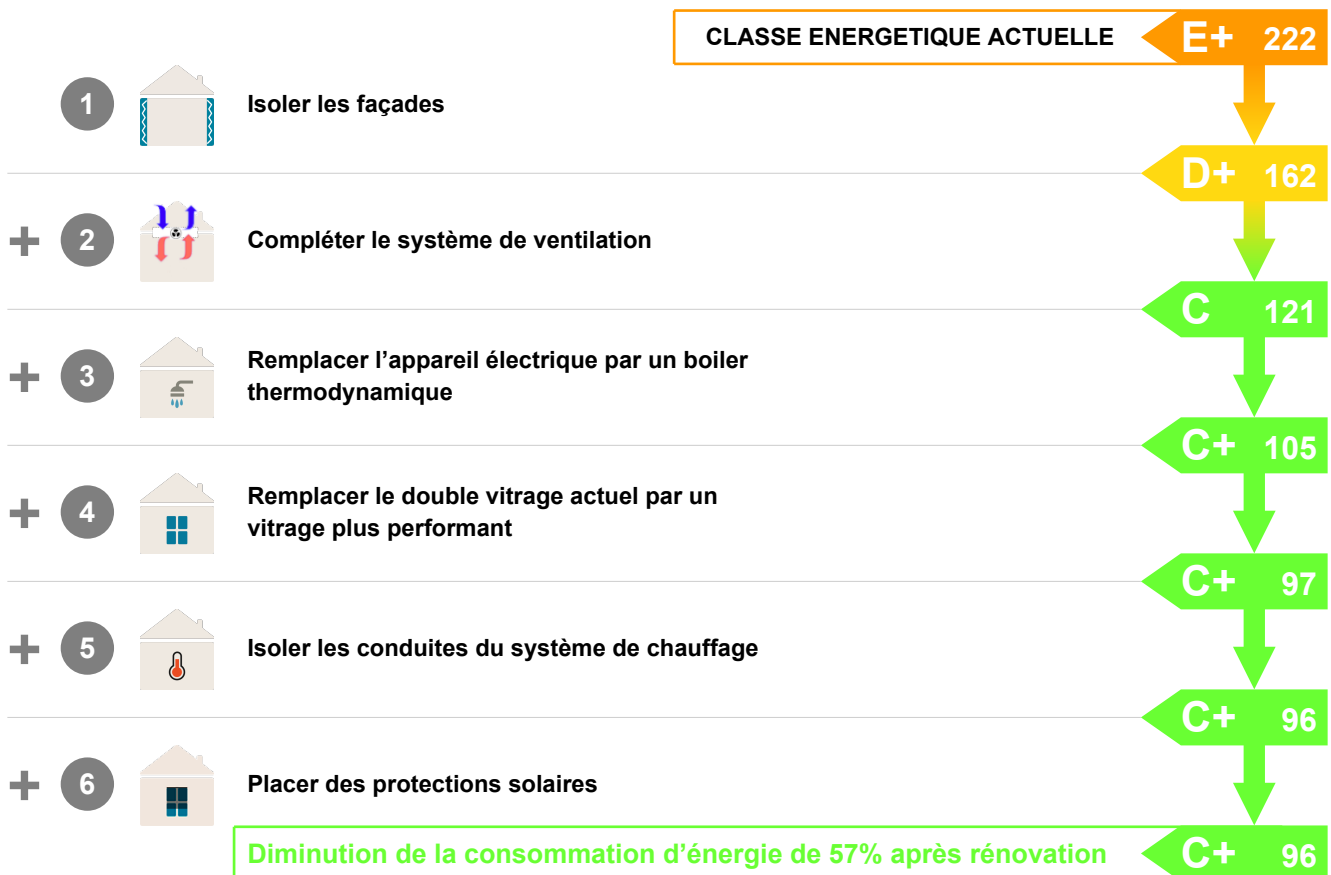 CLASSE ENERGETIQUE ACTUELLE E+ 222
1 Isoler les façades
D+ 162
+ 2 Compléter le système de ventilation
C 121
+ 3 Remplacer l'appareil électrique par un boiler
thermodynamique
C+ 105
+ 4 Remplacer le double vitrage actuel par un
vitrage plus performant
C+ 97
+ 5 Isoler les conduites du système de chauffage
C+ 96
+ 6 Placer des protections solaires
Diminution de la consommation d'énergie de 57% après rénovation C+ 96